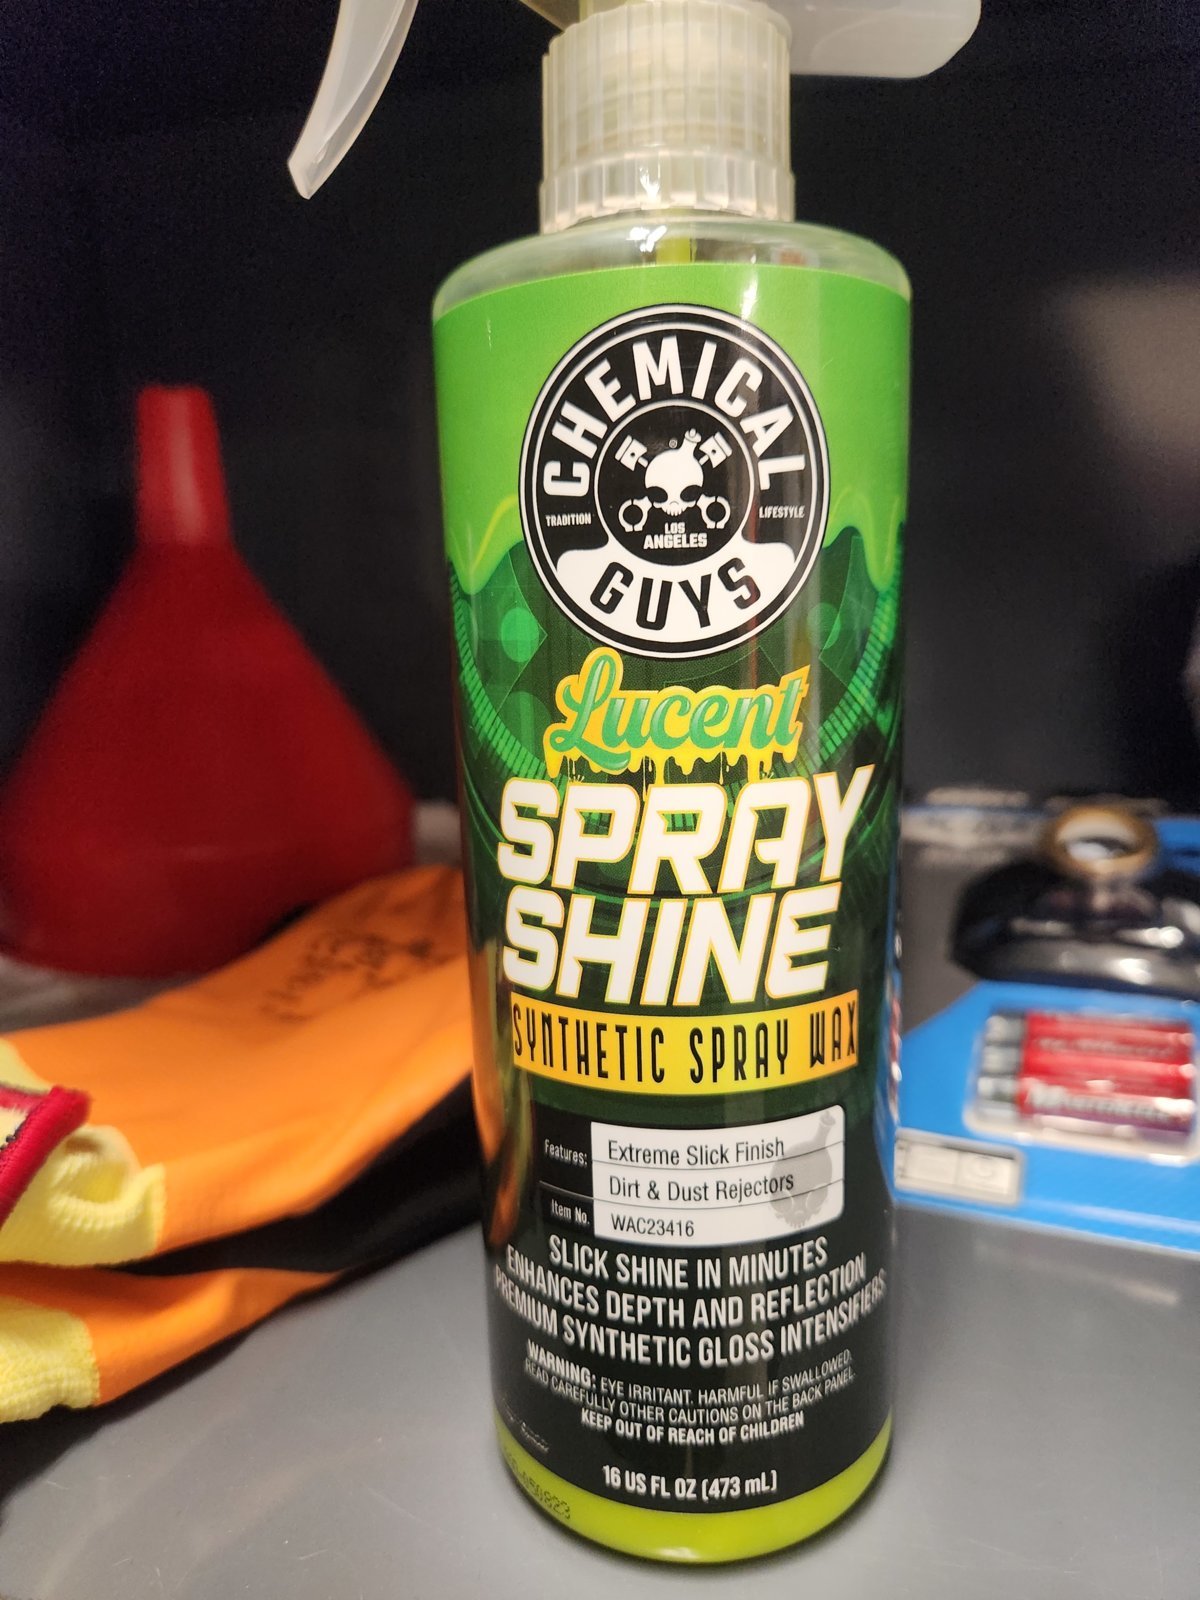 CHEMICAL
TRADITION
LIFESTYLE
LOS
ANGELES
GUYS
Lucent
SPRAY
SHINE
SYNTHETIC SPRAY WAX
Features: Extreme Slick Finish
Dirt & Dust Rejectors
Item No. WAC23416
SLICK SHINE IN MINUTES
ENHANCES DEPTH AND REFLECTION
PREMIUM SYNTHETIC GLOSS INTENSIFIERS
WARNING: EYE IRRITANT. HARMFUL IF SWALLOWED.
READ CAREFULLY OTHER CAUTIONS ON THE BACK PANEL.
KEEP OUT OF REACH OF CHILDREN
16 US FL OZ (473 mL)